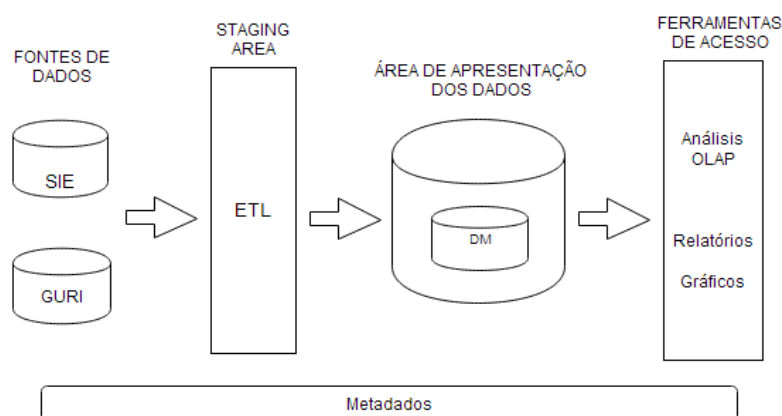 FONTES DE
DADOS
SIE
GURI
STAGING
AREA
ETL
ÁREA DE APRESENTAÇÃO
DOS DADOS
DM
FERRAMENTAS
DE ACESSO
Análisis
OLAP
Relatórios
Gráficos
Metadados